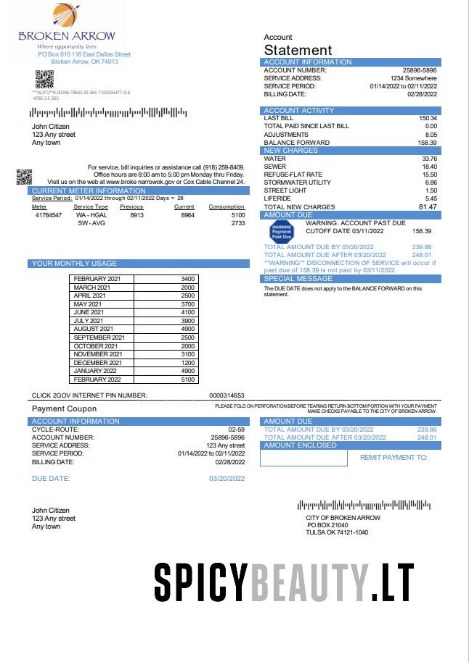 BROKEN ARROW
Where opportunity lives
PO Box 610 116 East Dallas Street
Broken Arrow, OK 74013
John Citizen
123 Any street
Any town
For service, bill inquiries or assistance call (918) 259-8409.
Office hours are 8:00 am to 5:00 pm Monday thru Friday.
Visit us on the web at www broke narrowok.gov or Cox Cable Channel 24.
CURRENT METER INFORMATION
Service Period: 01/14/2022 through 02/11/2022 Days = 28
Meter Service Type Previous Current Consumption
41784547 WA - HGAL 8913 8964 5100
SW - AVG 2733
YOUR MONTHLY USAGE
FEBRUARY 2021 3400
MARCH 2021 2000
APRIL 2021 2500
MAY 2021 3700
JUNE 2021 4100
JULY 2021 3900
AUGUST 2021 4900
SEPTEMBER 2021 2500
OCTOBER 2021 2000
NOVEMBER 2021 3100
DECEMBER 2021 1200
JANUARY 2022 4900
FEBRUARY 2022 5100
CLICK 2GOV INTERNET PIN NUMBER: 0000314653
Account
Statement
ACCOUNT INFORMATION
ACCOUNT NUMBER: 25896-5896
SERVICE ADDRESS: 1234 Somewhere
SERVICE PERIOD: 01/14/2022 to 02/11/2022
BILLING DATE: 02/28/2022
ACCOUNT ACTIVITY
LAST BILL 150.34
TOTAL PAID SINCE LAST BILL 0.00
ADJUSTMENTS 8.05
BALANCE FORWARD 158.39
NEW CHARGES
WATER 33.76
SEWER 18.40
REFUSE-FLAT RATE 15.50
STORMWATER UTILITY 6.86
STREET LIGHT 1.50
LIFERIDE 5.45
TOTAL NEW CHARGES 81.47
AMOUNT DUE
Warning Payment Past Due
WARNING: ACCOUNT PAST DUE
CUTOFF DATE 03/11/2022 158.39
TOTAL AMOUNT DUE BY 03/20/2022 239.86
TOTAL AMOUNT DUE AFTER 03/20/2022 248.01
**WARNING** DISCONNECTION OF SERVICE will occur if
past due of 158.39 is not paid by 03/11/2022.
SPECIAL MESSAGE
The DUE DATE does not apply to the BALANCE FORWARD on this
statement.
PLEASE FOLD ON PERFORATION BEFORE TEARING RETURN BOTTOM PORTION WITH YOUR PAYMENT
MAKE CHECKS PAYABLE TO THE CITY OF BROKEN ARROW.
Payment Coupon
ACCOUNT INFORMATION
CYCLE-ROUTE: 02-59
ACCOUNT NUMBER: 25896-5896
SERVICE ADDRESS: 123 Any street
SERVICE PERIOD: 01/14/2022 to 02/11/2022
BILLING DATE: 02/28/2022
DUE DATE: 03/20/2022
AMOUNT DUE
TOTAL AMOUNT DUE BY 03/20/2022 239.86
TOTAL AMOUNT DUE AFTER 03/20/2022 248.01
AMOUNT ENCLOSED
REMIT PAYMENT TO:
John Citizen
123 Any street
Any town
CITY OF BROKEN ARROW
PO BOX 21040
TULSA OK 74121-1040
SPICYBEAUTY.LT